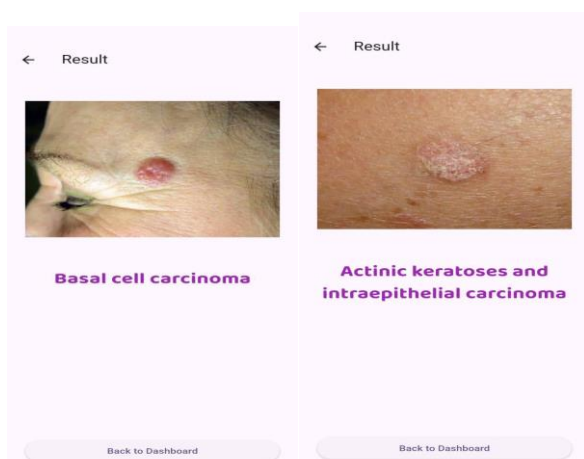 ← Result
Basal cell carcinoma
Back to Dashboard
← Result
Actinic keratoses and
intraepithelial carcinoma
Back to Dashboard